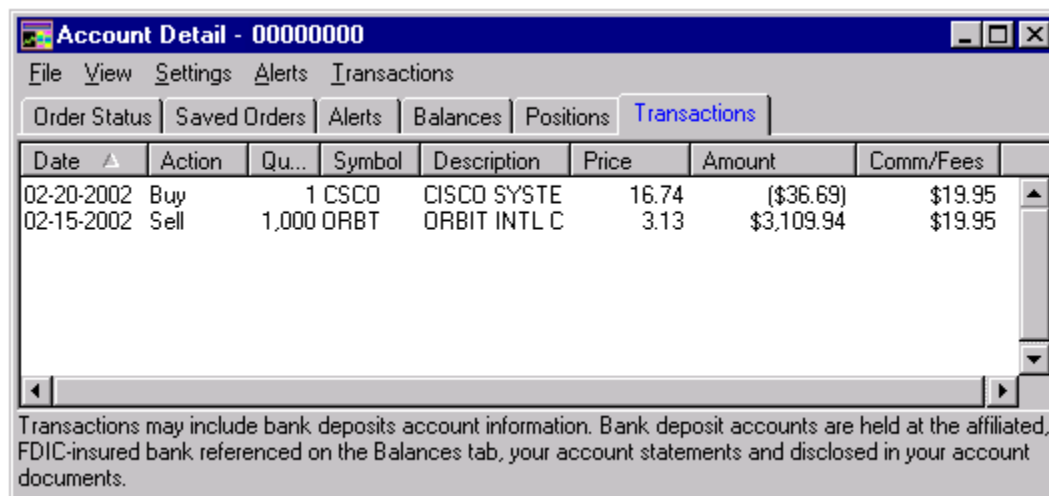 Account Detail - 00000000
File View Settings Alerts Transactions
Order Status Saved Orders Alerts Balances Positions Transactions
Date Action Qu... Symbol Description Price Amount Comm/Fees
02-20-2002 Buy 1 CSCO CISCO SYSTE 16.74 ($36.69) $19.95
02-15-2002 Sell 1,000 ORBT ORBIT INTL C 3.13 $3,109.94 $19.95
Transactions may include bank deposits account information. Bank deposit accounts are held at the affiliated,
FDIC-insured bank referenced on the Balances tab, your account statements and disclosed in your account
documents.